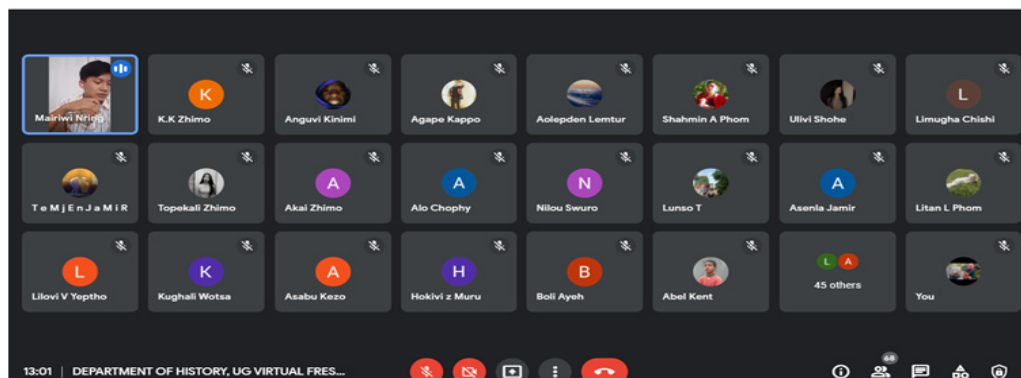 Mairiwi Nring
K
K.K Zhimo
Anguvi Kinimi
Agape Kappo
Aolepden Lemtur
Shahmin A Phom
Ulivi Shohe
L
Limugha Chishi
T e M j E n J a M i R
Topekali Zhimo
A
Akai Zhimo
A
Alo Chophy
N
Nilou Swuro
Lunso T
A
Asenla Jamir
Litan L Phom
L
Lilovi V Yeptho
K
Kughali Wotsa
A
Asabu Kezo
H
Hokivi z Muru
B
Boli Ayeh
Abel Kent
L A
45 others
You
13:01 | DEPARTMENT OF HISTORY, UG VIRTUAL FRES...
68